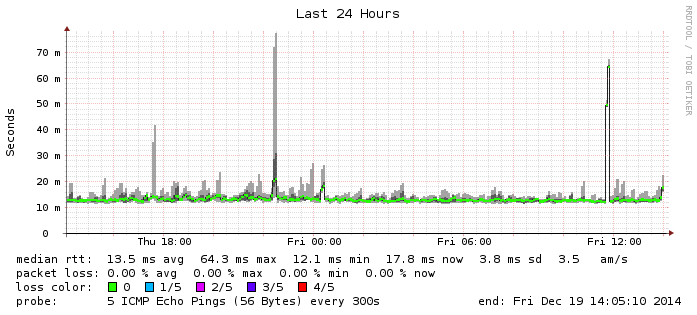 Last 24 Hours
RRDTOOL / TOBI OETIKER
Seconds
70 m
60 m
50 m
40 m
30 m
20 m
10 m
0
Thu 18:00 Fri 00:00 Fri 06:00 Fri 12:00
median rtt: 13.5 ms avg 64.3 ms max 12.1 ms min 17.8 ms now 3.8 ms sd 3.5 am/s
packet loss: 0.00 % avg 0.00 % max 0.00 % min 0.00 % now
loss color: 0 1/5 2/5 3/5 4/5
probe: 5 ICMP Echo Pings (56 Bytes) every 300s end: Fri Dec 19 14:05:10 2014